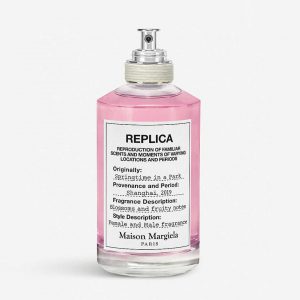 REPLICA
REPRODUCTION OF FAMILIAR
SCENTS AND MOMENTS OF VARYING
LOCATIONS AND PERIODS
Originally:
Springtime in a Park
Provenance and Period:
Shanghai, 2019
Fragrance Description:
Blossoms and fruity notes
Style Description:
Female and Male fragrance
Maison Margiela
PARIS